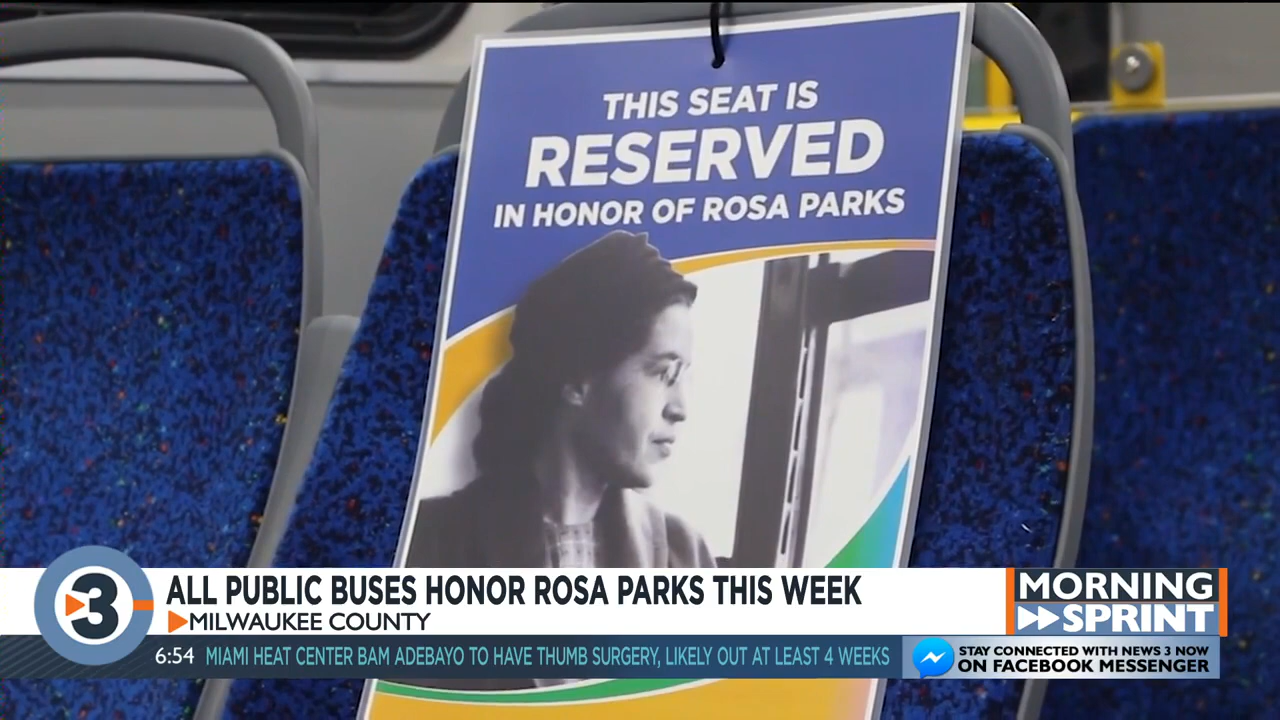 THIS SEAT IS
RESERVED
IN HONOR OF ROSA PARKS
3
ALL PUBLIC BUSES HONOR ROSA PARKS THIS WEEK
MILWAUKEE COUNTY
MORNING
SPRINT
6:54 MIAMI HEAT CENTER BAM ADEBAYO TO HAVE THUMB SURGERY, LIKELY OUT AT LEAST 4 WEEKS
STAY CONNECTED WITH NEWS 3 NOW
ON FACEBOOK MESSENGER